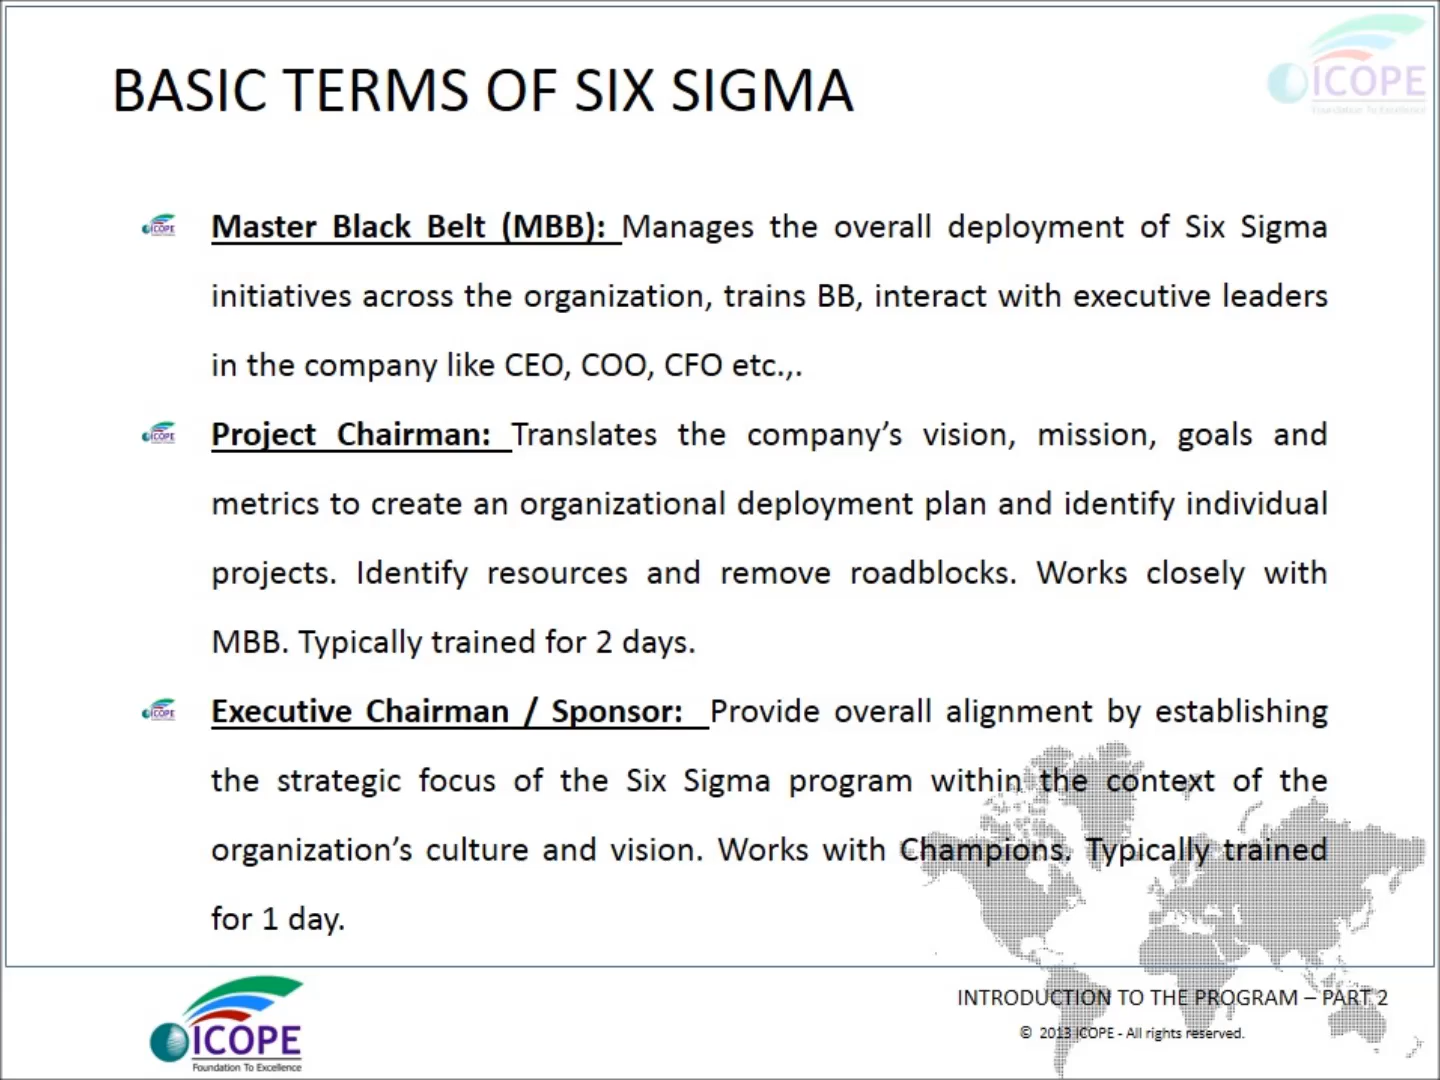 BASIC TERMS OF SIX SIGMA
ICOPE
Foundation To Excellence
Master Black Belt (MBB): Manages the overall deployment of Six Sigma
initiatives across the organization, trains BB, interact with executive leaders
in the company like CEO, COO, CFO etc.,.
Project Chairman: Translates the company’s vision, mission, goals and
metrics to create an organizational deployment plan and identify individual
projects. Identify resources and remove roadblocks. Works closely with
MBB. Typically trained for 2 days.
Executive Chairman / Sponsor: Provide overall alignment by establishing
the strategic focus of the Six Sigma program within the context of the
organization’s culture and vision. Works with Champions. Typically trained
for 1 day.
ICOPE
Foundation To Excellence
INTRODUCTION TO THE PROGRAM – PART 2
© 2013 ICOPE - All rights reserved.